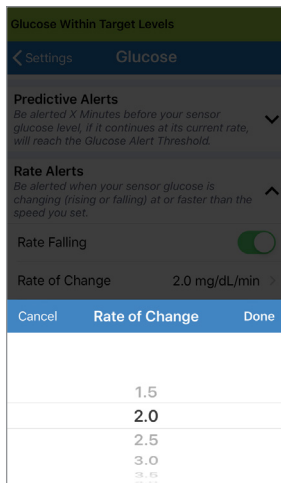 Glucose Within Target Levels
Settings Glucose
Predictive Alerts
Be alerted X Minutes before your sensor
glucose level, if it continues at its current rate,
will reach the Glucose Alert Threshold.
Rate Alerts
Be alerted when your sensor glucose is
changing (rising or falling) at or faster than the
speed you set.
Rate Falling
Rate of Change 2.0 mg/dL/min
Cancel Rate of Change Done
1.5
2.0
2.5
3.0
3.5